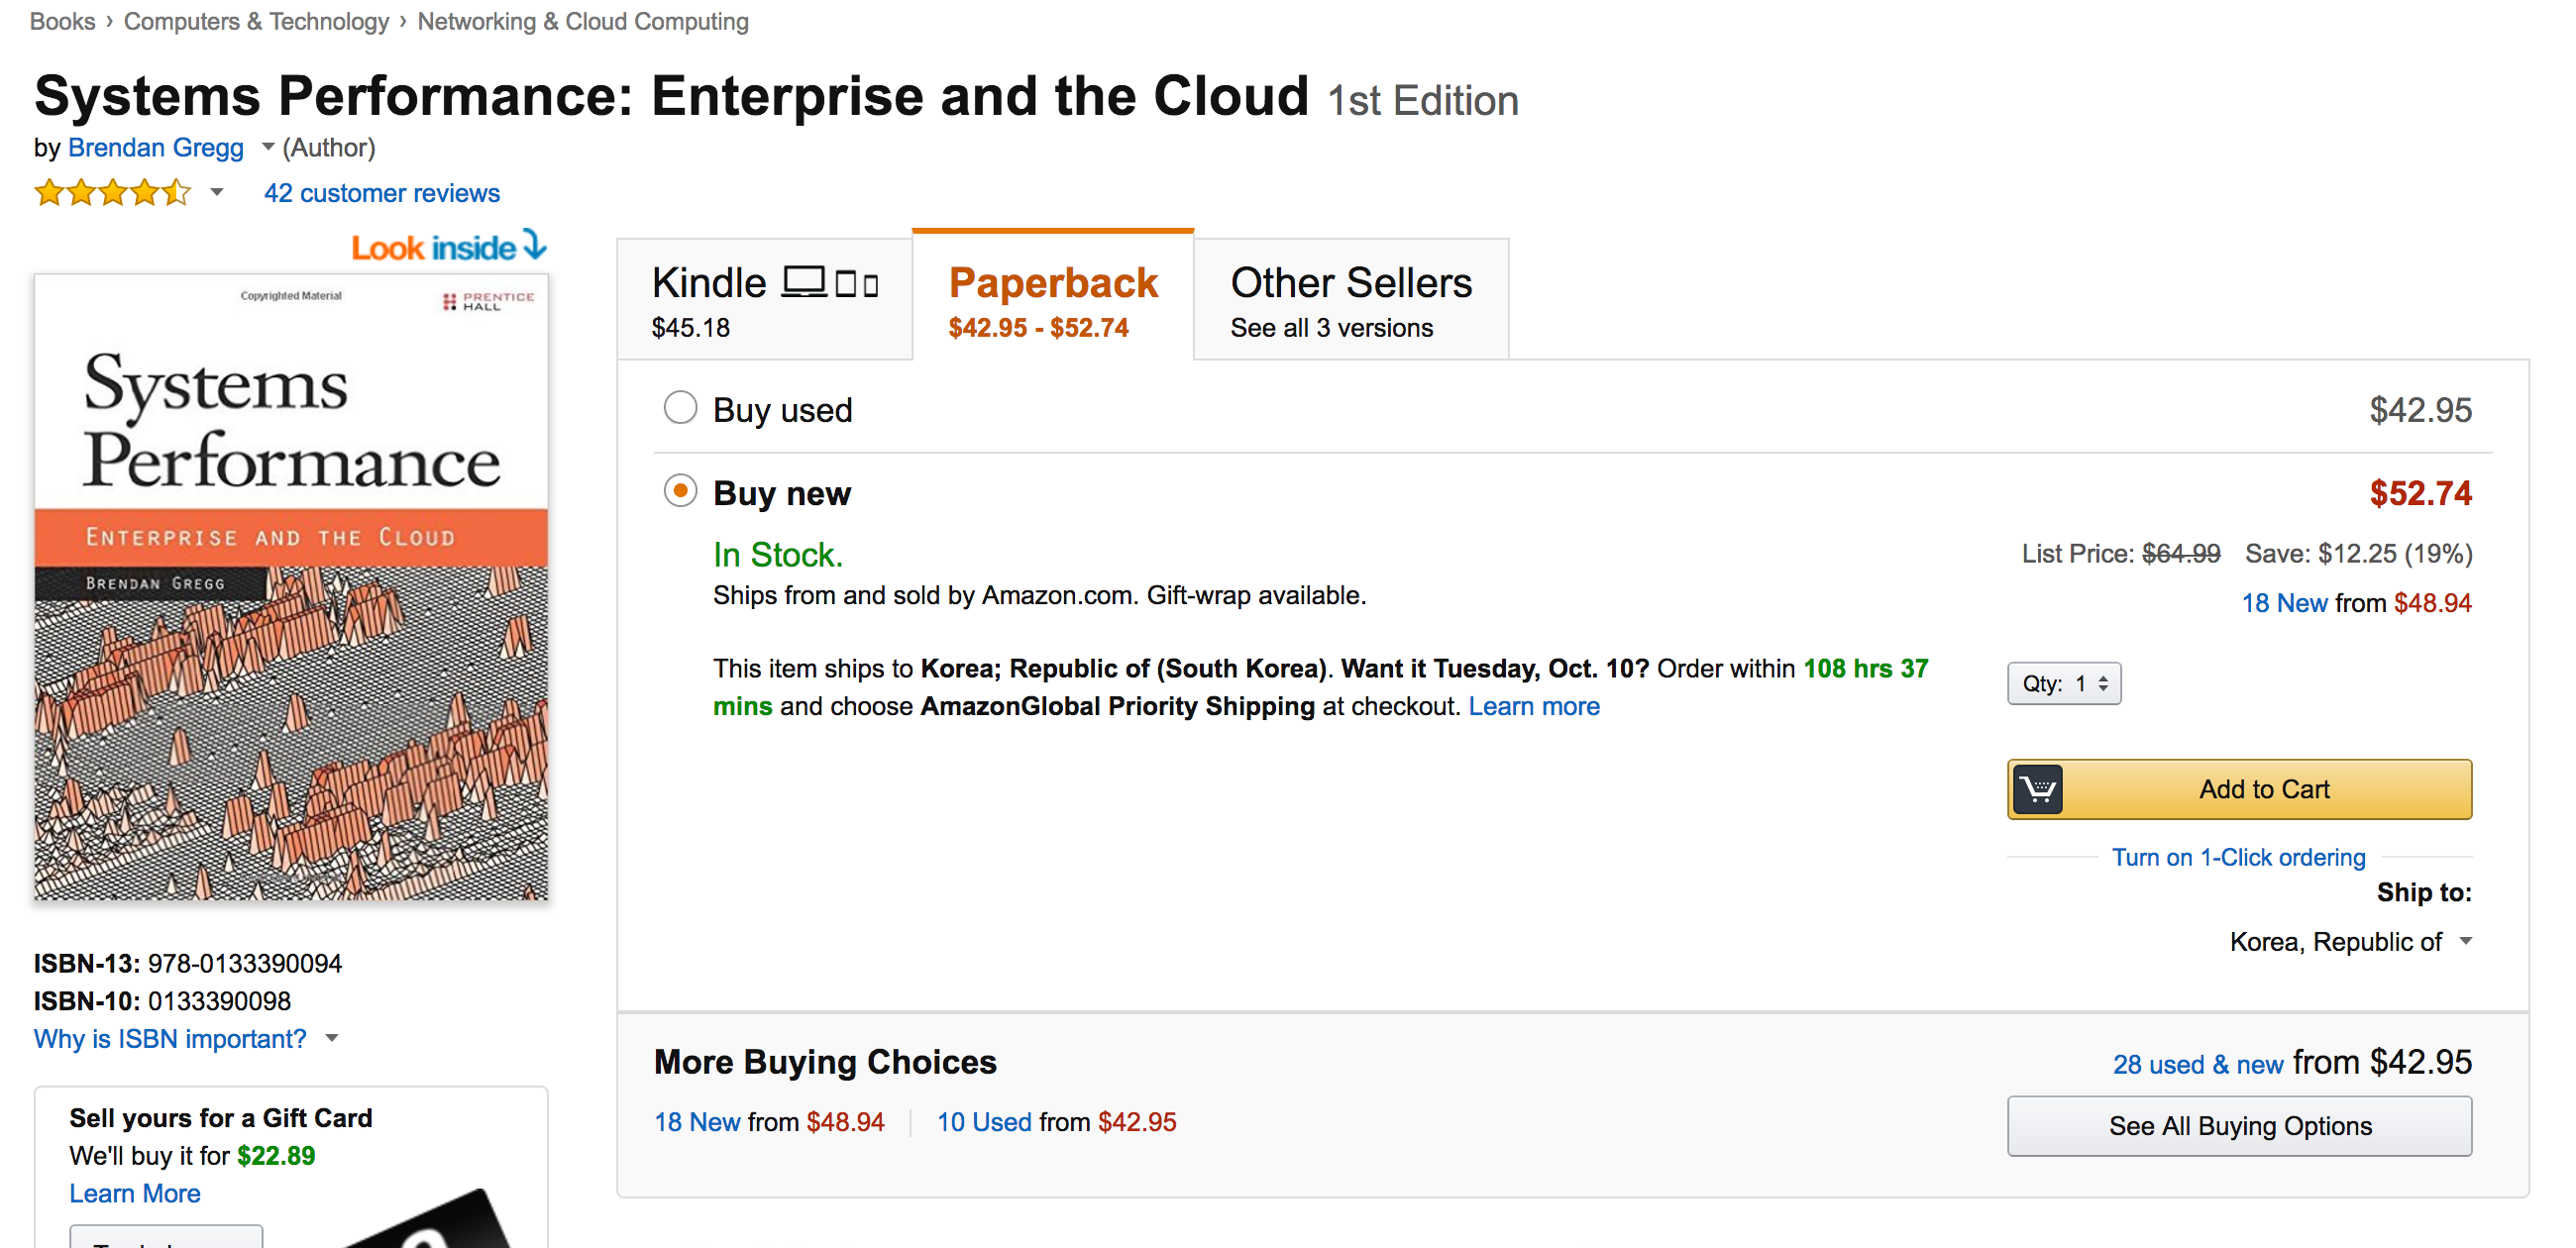 Books › Computers & Technology › Networking & Cloud Computing
Systems Performance: Enterprise and the Cloud 1st Edition
by Brendan Gregg (Author)
42 customer reviews
Look inside
Copyrighted Material
PRENTICE
HALL
Systems
Performance
ENTERPRISE AND THE CLOUD
BRENDAN GREGG
ISBN-13: 978-0133390094
ISBN-10: 0133390098
Why is ISBN important?
Sell yours for a Gift Card
We'll buy it for $22.89
Learn More
Kindle
$45.18
Paperback
$42.95 - $52.74
Other Sellers
See all 3 versions
Buy used $42.95
Buy new $52.74
In Stock.
List Price: $64.99 Save: $12.25 (19%)
Ships from and sold by Amazon.com. Gift-wrap available.
18 New from $48.94
This item ships to Korea; Republic of (South Korea). Want it Tuesday, Oct. 10? Order within 108 hrs 37
mins and choose AmazonGlobal Priority Shipping at checkout. Learn more
Qty: 1
Add to Cart
Turn on 1-Click ordering
Ship to:
Korea, Republic of
More Buying Choices
28 used & new from $42.95
18 New from $48.94 | 10 Used from $42.95
See All Buying Options